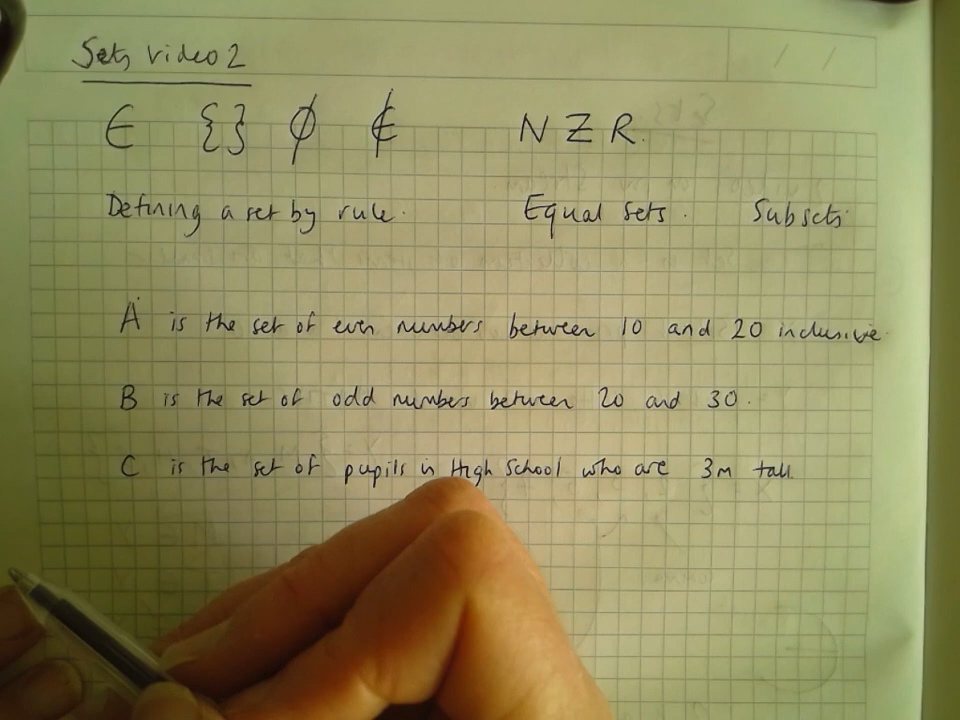 Sets video 2
∈ {} ∅ ∉ N Z R.
Defining a set by rule. Equal sets. Subsets
A is the set of even numbers between 10 and 20 inclusive.
B is the set of odd numbers between 20 and 30.
C is the set of pupils in High School who are 3m tall.